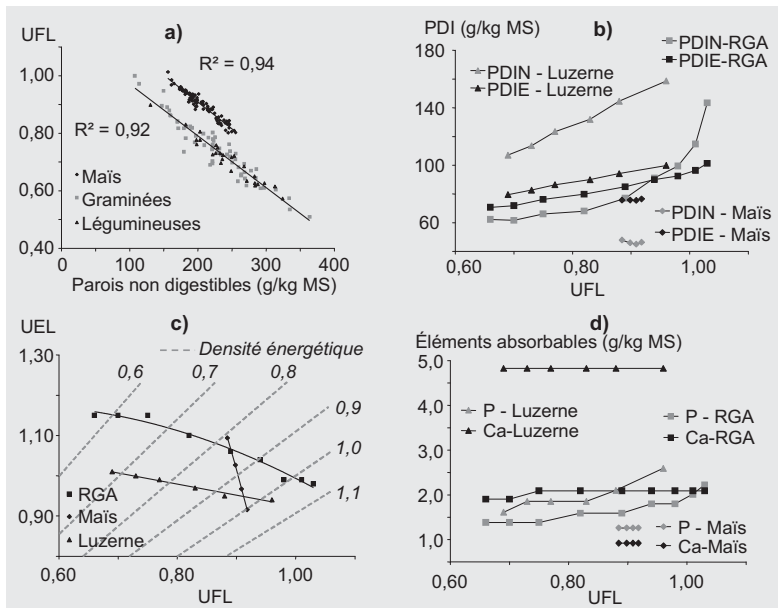 UFL
a)
R² = 0,94
1,00
0,80
R² = 0,92
0,60
Maïs
Graminées
Légumineuses
0,40
0 100 200 300 400
Parois non digestibles (g/kg MS)
PDI (g/kg MS)
b)
180
PDIN-RGA
PDIE-RGA
PDIN - Luzerne
PDIE - Luzerne
140
100
PDIN - Maïs
PDIE - Maïs
60
0,60 0,80 1,00
UFL
UEL
c)
Densité énergétique
1,30
0,6
0,7
0,8
0,9
1,10
1,0
1,1
RGA
Maïs
Luzerne
0,90
0,60 0,80 1,00
UFL
d)
Éléments absorbables (g/kg MS)
5,0
4,0
P - Luzerne
Ca-Luzerne
P - RGA
Ca-RGA
3,0
2,0
P - Maïs
Ca-Maïs
1,0
0,60 0,80 1,00
UFL